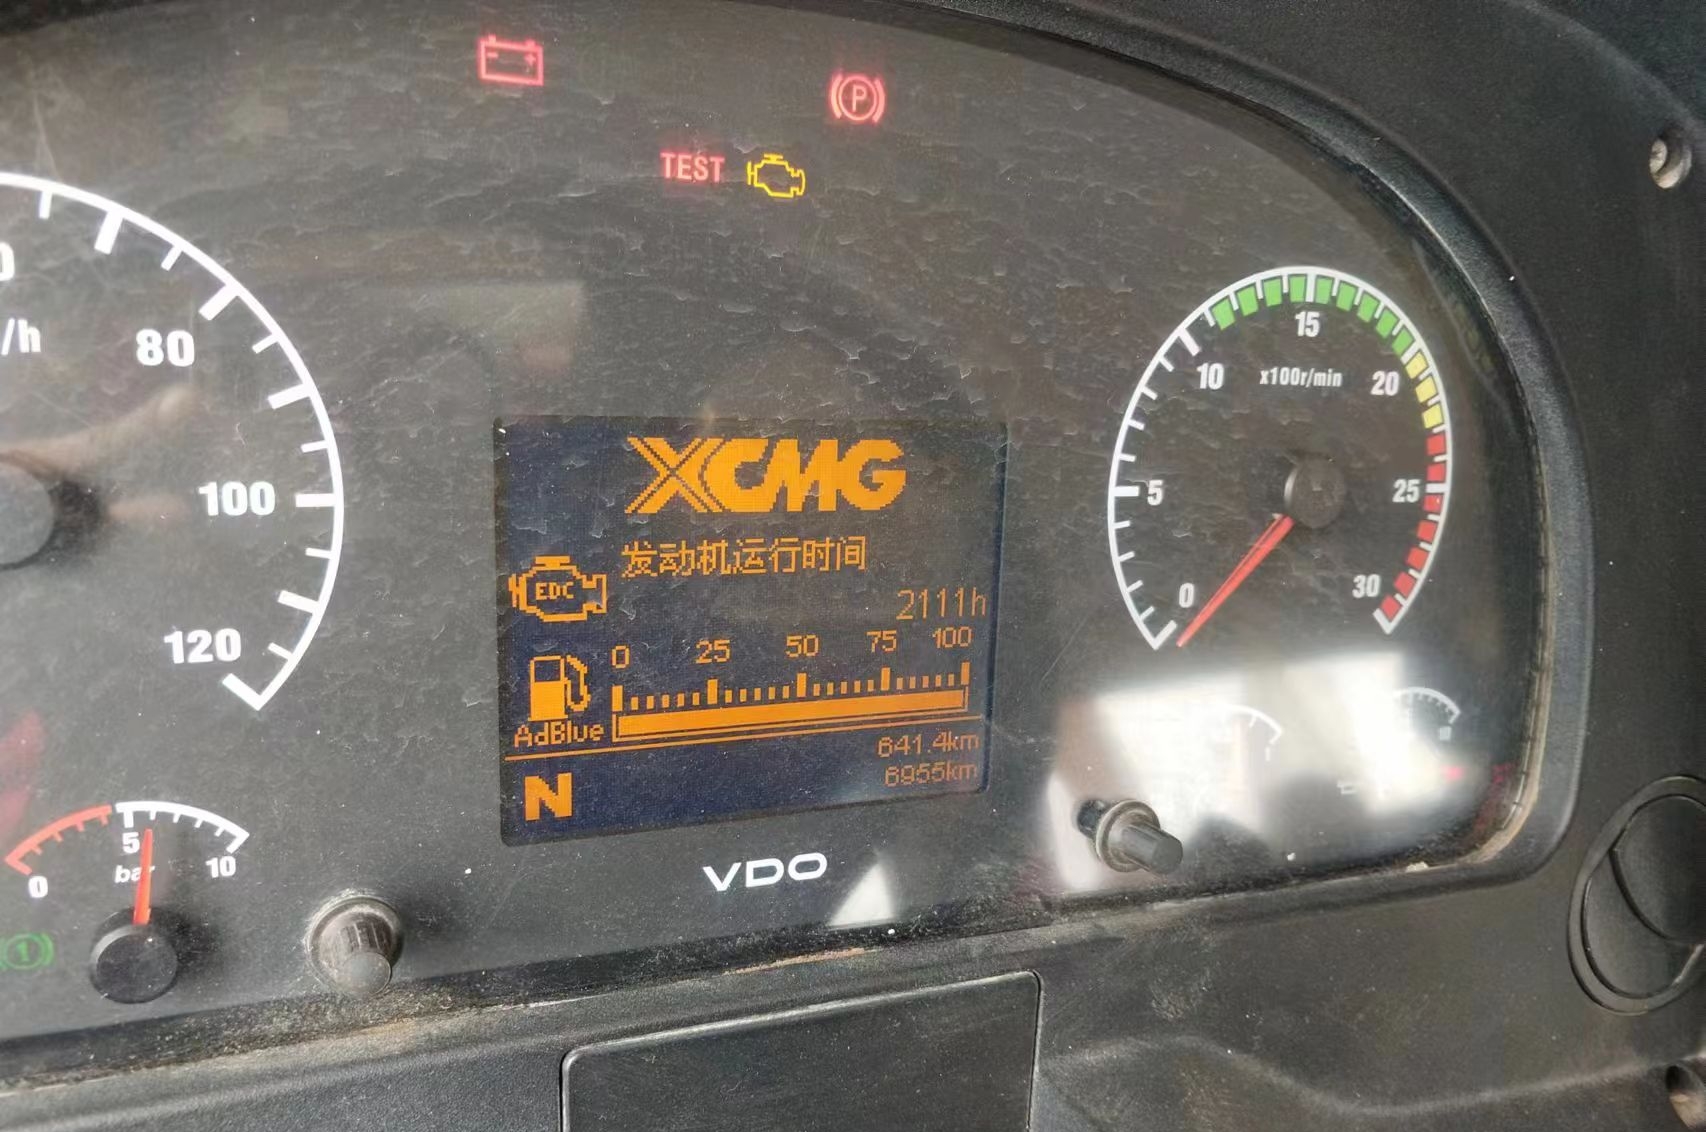 P
TEST
/h
80
100
120
XCMG
发动机运行时间
EDC
2111h
0 25 50 75 100
AdBlue
641.4km
6955km
N
VDO
0 5 10
bar
1
0 5 10 15 20 25 30
x100r/min